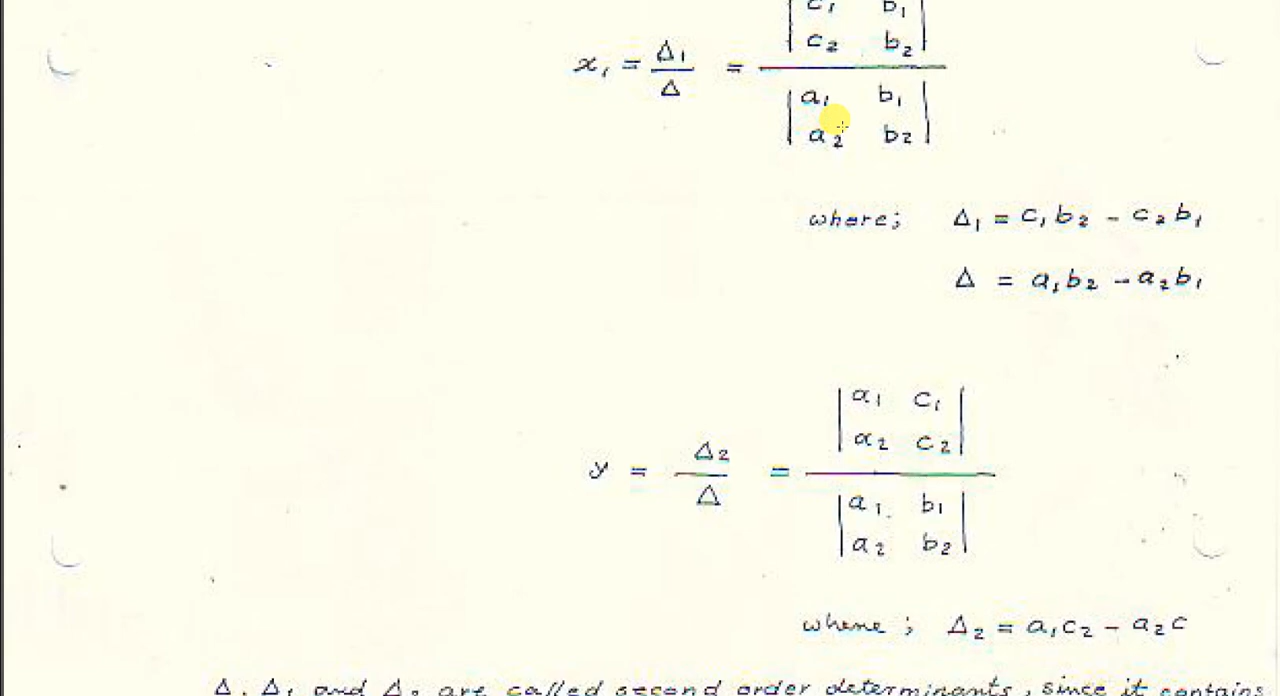 | c₁ b₁ |
| c₂ b₂ |
x₁ = Δ₁/Δ =
| a₁ b₁ |
| a₂ b₂ |
where; Δ₁ = c₁b₂ - c₂b₁
Δ = a₁b₂ - a₂b₁
| a₁ c₁ |
| a₂ c₂ |
y = Δ₂/Δ =
| a₁ b₁ |
| a₂ b₂ |
where; Δ₂ = a₁c₂ - a₂c
Δ, Δ₁ and Δ₂ are called second order determinants, since it contains